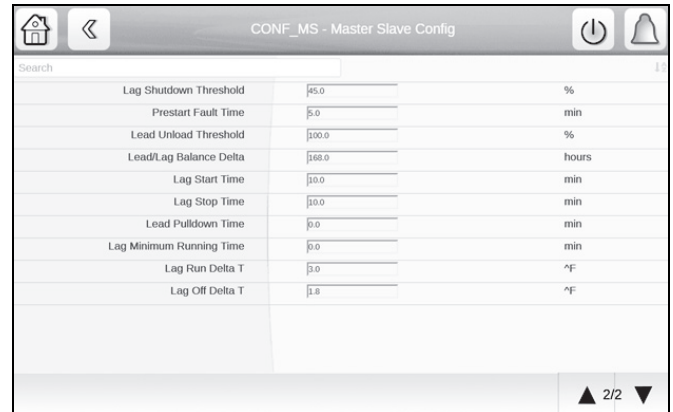 CONF_MS - Master Slave Config
Search
Lag Shutdown Threshold 45.0 %
Prestart Fault Time 5.0 min
Lead Unload Threshold 100.0 %
Lead/Lag Balance Delta 168.0 hours
Lag Start Time 10.0 min
Lag Stop Time 10.0 min
Lead Pulldown Time 0.0 min
Lag Minimum Running Time 0.0 min
Lag Run Delta T 3.0 ^F
Lag Off Delta T 1.8 ^F
2/2